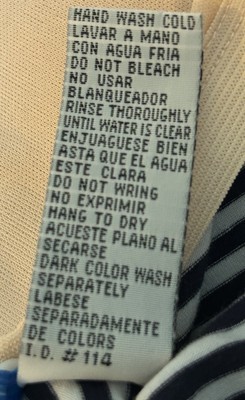 HAND WASH COLD
LAVAR A MANO
CON AGUA FRIA
DO NOT BLEACH
NO USAR
BLANQUEADOR
RINSE THOROUGHLY
UNTIL WATER IS CLEAR
ENJUAGUESE BIEN
ASTA QUE EL AGUA
ESTE CLARA
DO NOT WRING
NO EXPRIMIR
HANG TO DRY
ACUESTE PLANO AL
SECARSE
DARK COLOR WASH
SEPARATELY
LABESE
SEPARADAMENTE
DE COLORS
I.D. #114